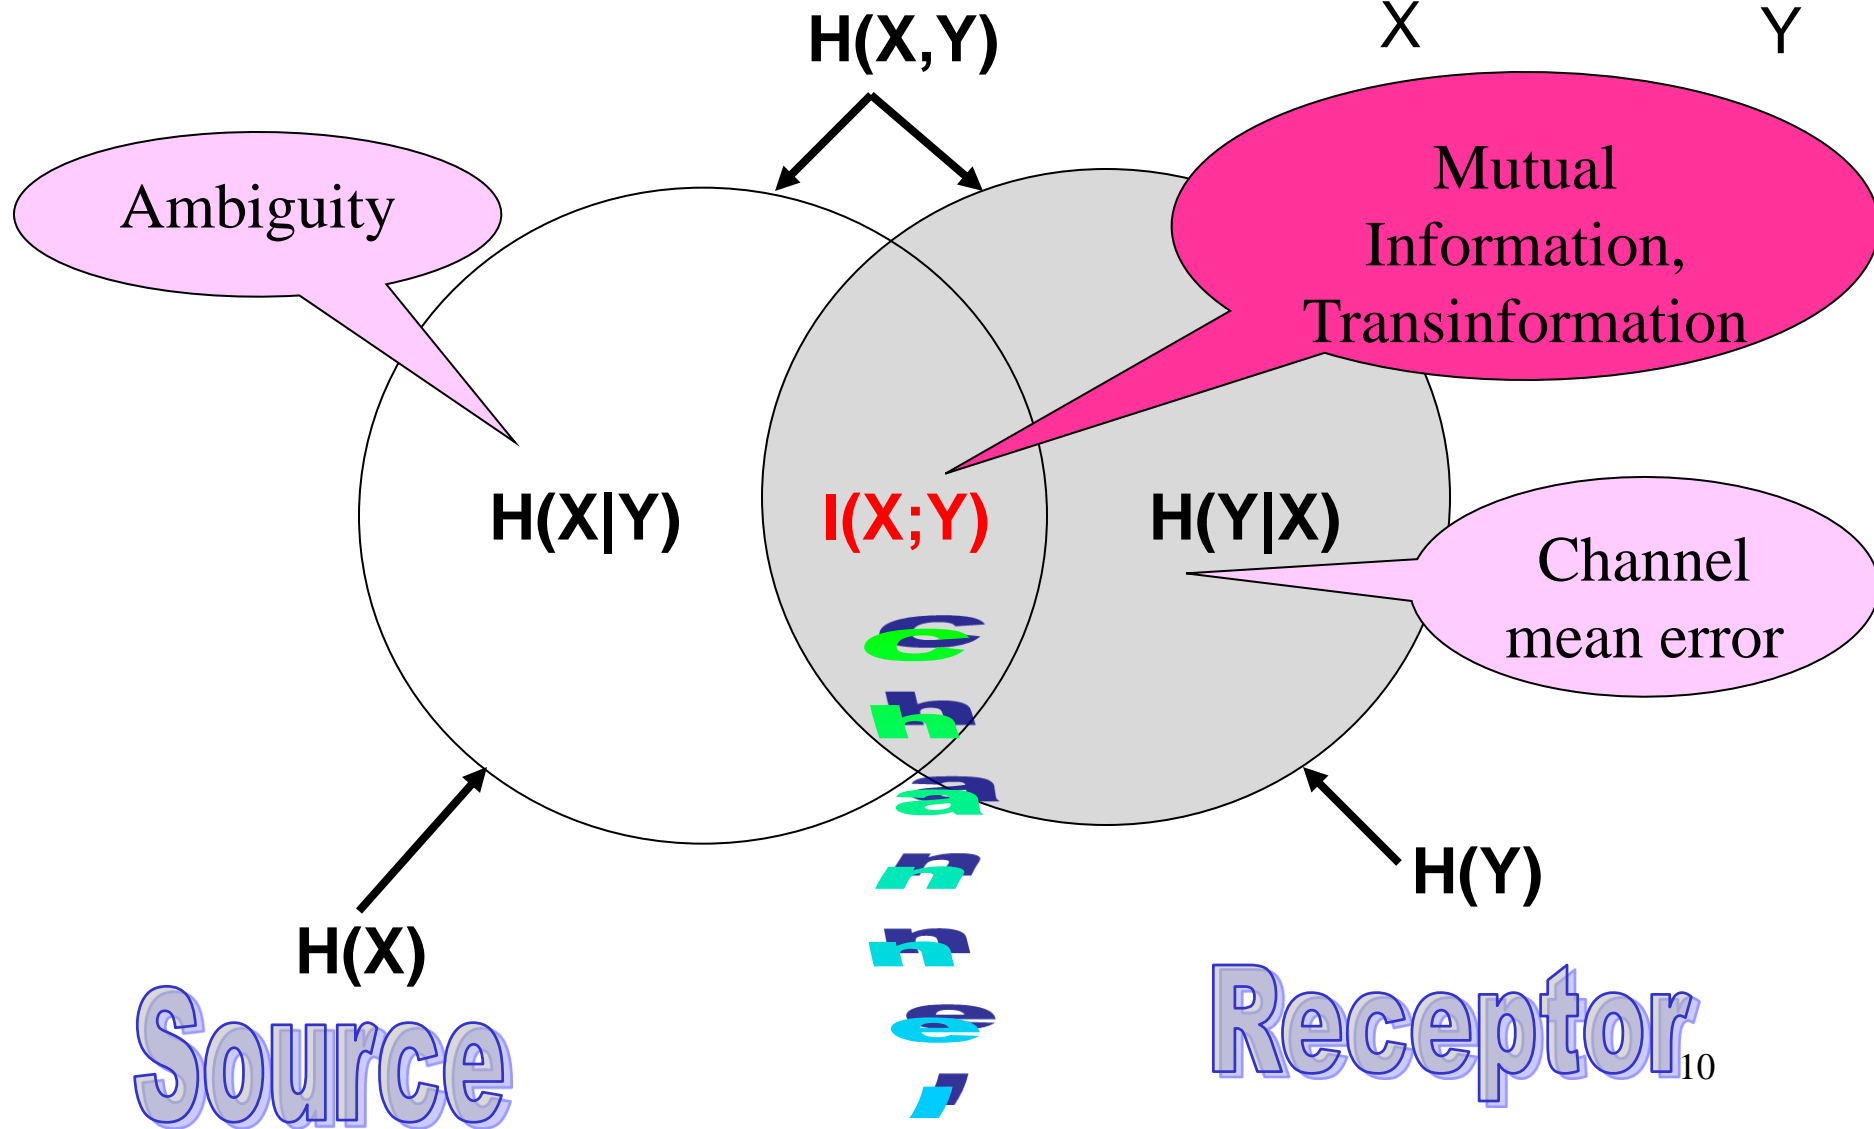 H(X,Y)
X
Y
Ambiguity
Mutual
Information,
Transinformation
H(X|Y)
I(X;Y)
H(Y|X)
Channel
mean error
Channel
H(X)
H(Y)
Source
Receptor
10